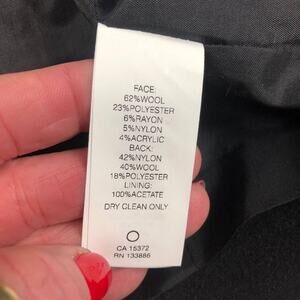 FACE:
62%WOOL
23%POLYESTER
6%RAYON
5%NYLON
4%ACRYLIC
BACK:
42%NYLON
40%WOOL
18%POLYESTER
LINING:
100%ACETATE
DRY CLEAN ONLY
CA 15372
RN 133886